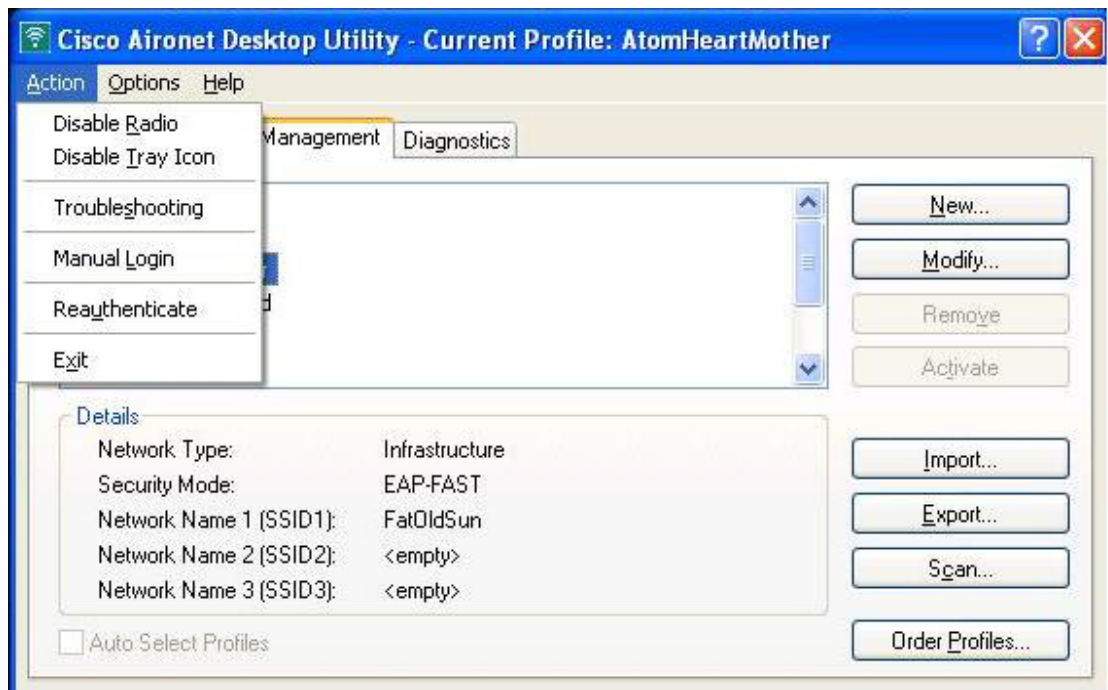 Cisco Aironet Desktop Utility - Current Profile: AtomHeartMother
Action Options Help
Disable Radio
Disable Tray Icon
Troubleshooting
Manual Login
Reauthenticate
Exit
Management
Diagnostics
New...
Modify...
Remove
Activate
Details
Network Type: Infrastructure
Security Mode: EAP-FAST
Network Name 1 (SSID1): FatOldSun
Network Name 2 (SSID2): <empty>
Network Name 3 (SSID3): <empty>
Import...
Export...
Scan...
Auto Select Profiles
Order Profiles...